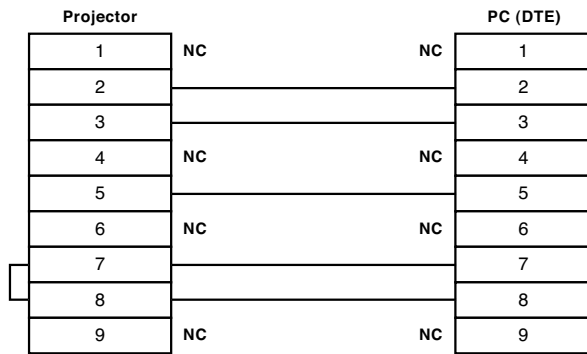 Projector PC (DTE)
1 NC NC 1
2 2
3 3
4 NC NC 4
5 5
6 NC NC 6
7 7
8 8
9 NC NC 9